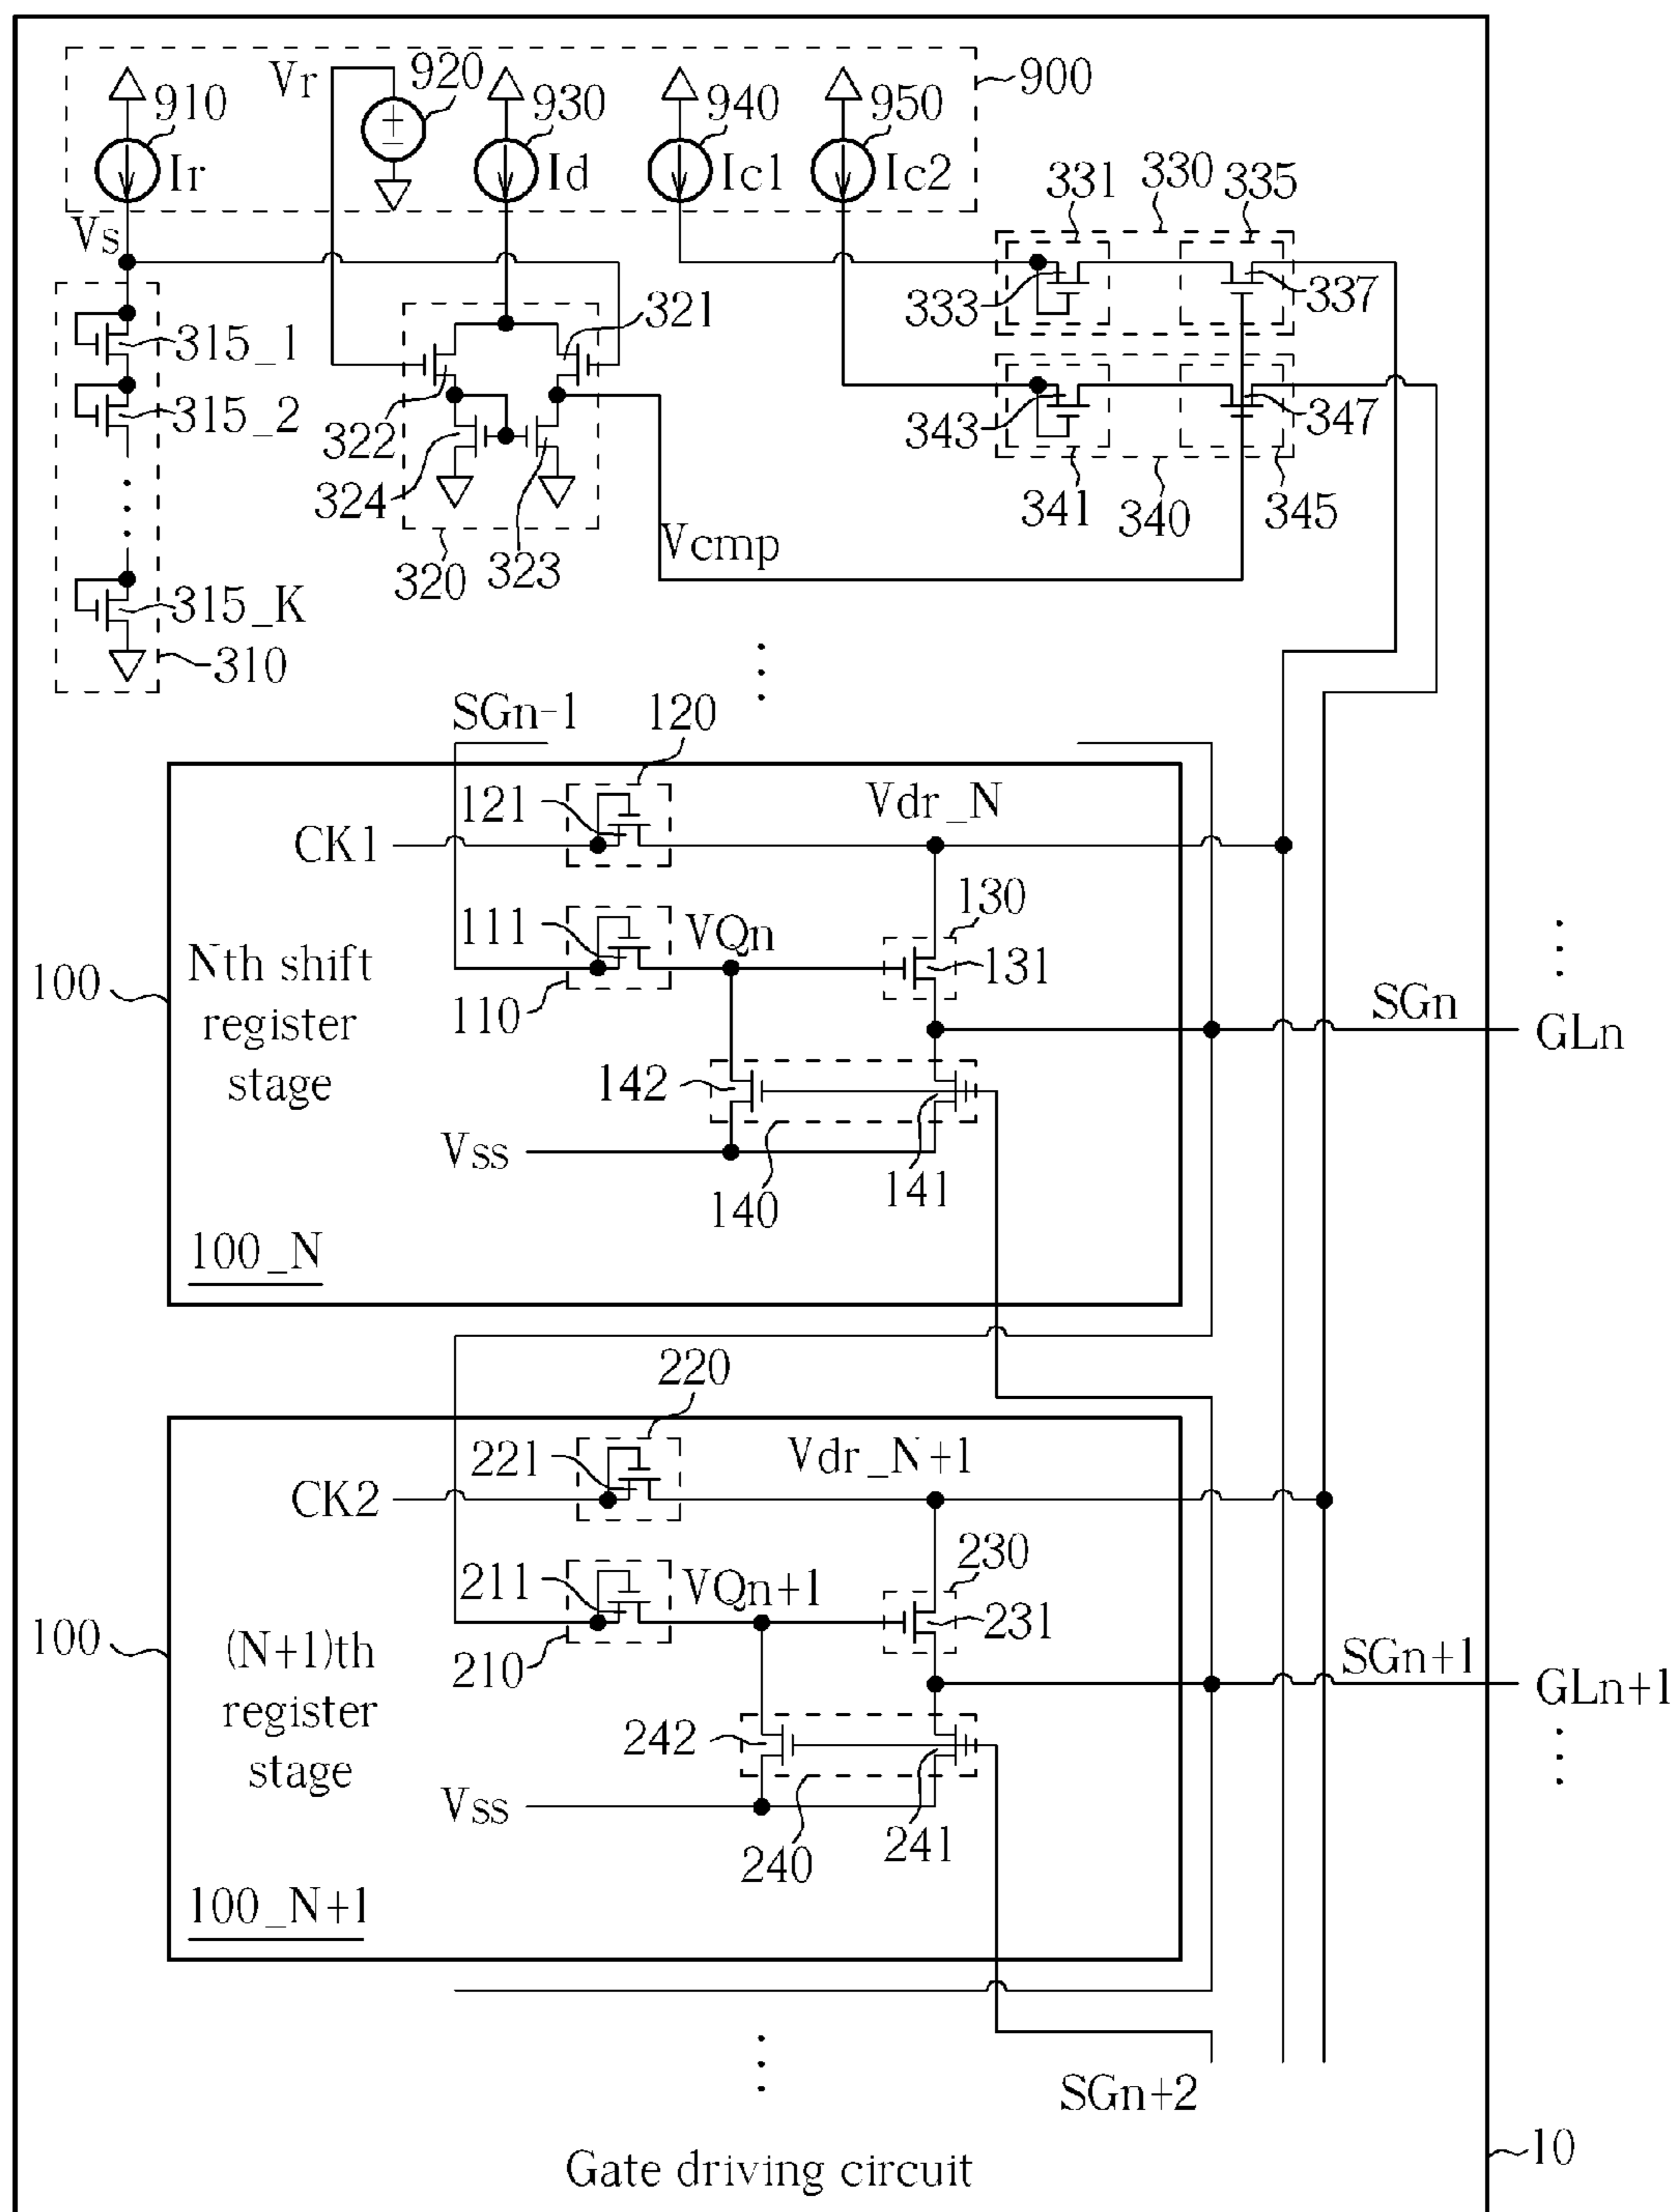 Vr
920
910
930
940
950
900
Ir
Id
Ic1
Ic2
331
330
335
Vs
321
333
337
315_1
315_2
322
343
347
324
341
340
345
Vcmp
320
323
315_K
310
SGn-1
120
121
Vdr_N
CK1
130
111
VQn
131
100
Nth shift
register
stage
110
SGn
GLn
142
Vss
141
140
100_N
220
221
Vdr_N+1
CK2
230
211
VQn+1
231
100
(N+1)th
register
stage
210
SGn+1
GLn+1
242
Vss
241
240
100_N+1
SGn+2
Gate driving circuit
10